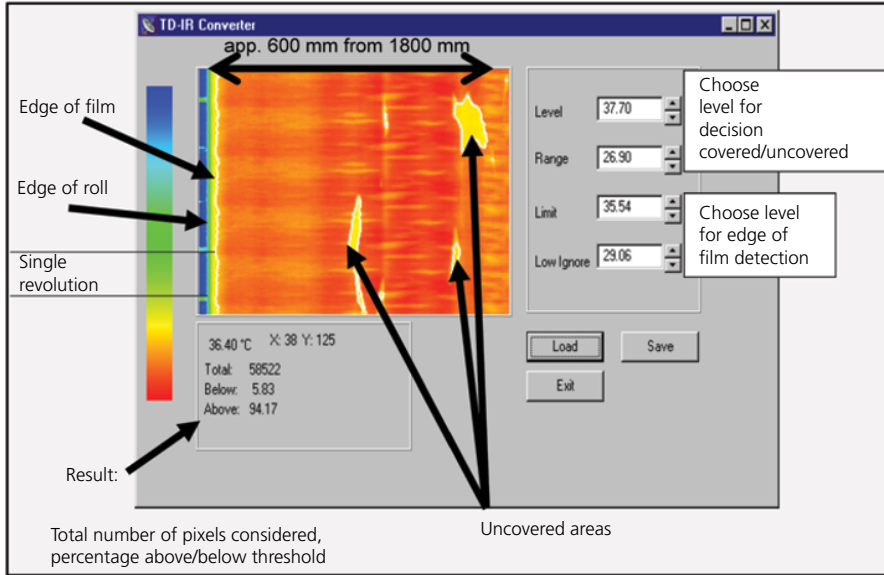 TD-IR Converter
app. 600 mm from 1800 mm
Edge of film
Edge of roll
Single
revolution
Level 37.70
Range 26.90
Limit 35.54
Low Ignore 29.06
Choose
level for
decision
covered/uncovered
Choose level
for edge of
film detection
36.40 °C X: 38 Y: 125
Total: 58522
Below: 5.83
Above: 94.17
Load Save
Exit
Result:
Total number of pixels considered,
percentage above/below threshold
Uncovered areas